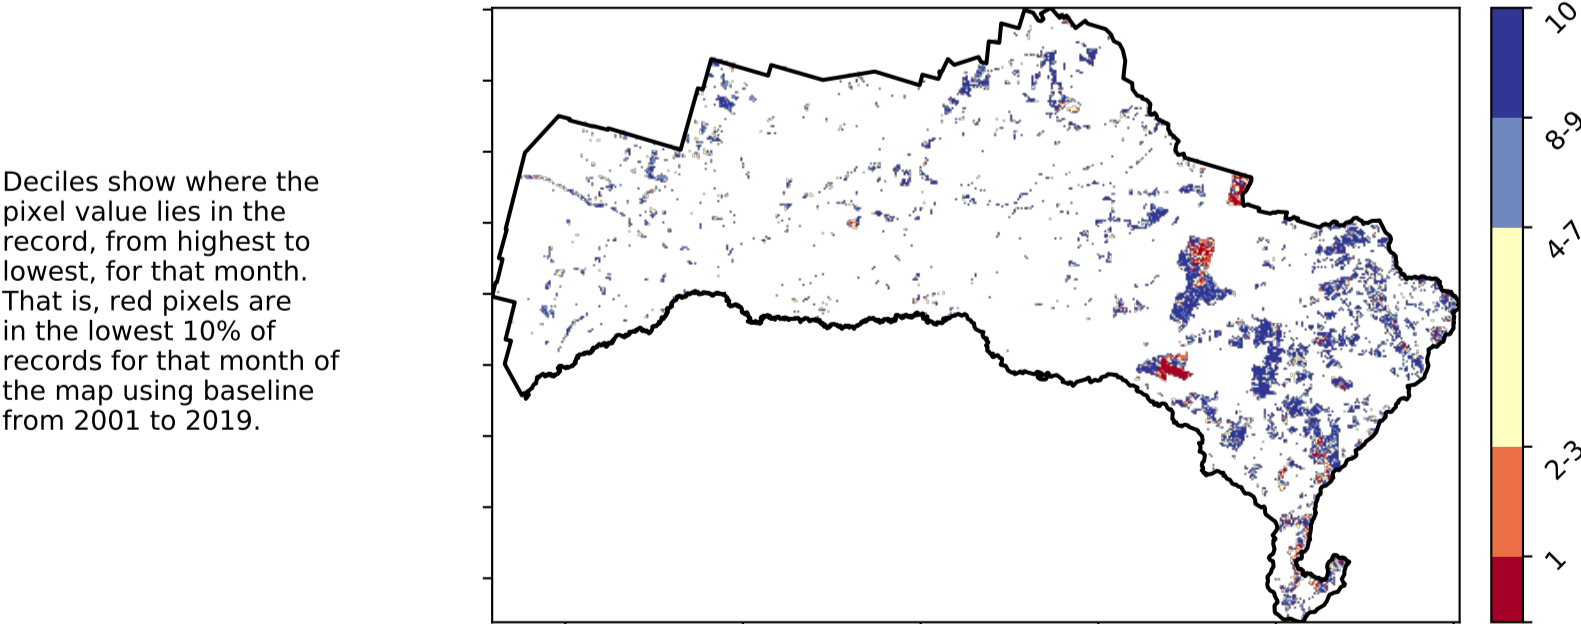 Deciles show where the
pixel value lies in the
record, from highest to
lowest, for that month.
That is, red pixels are
in the lowest 10% of
records for that month of
the map using baseline
from 2001 to 2019.
10
8-9
4-7
2-3
1